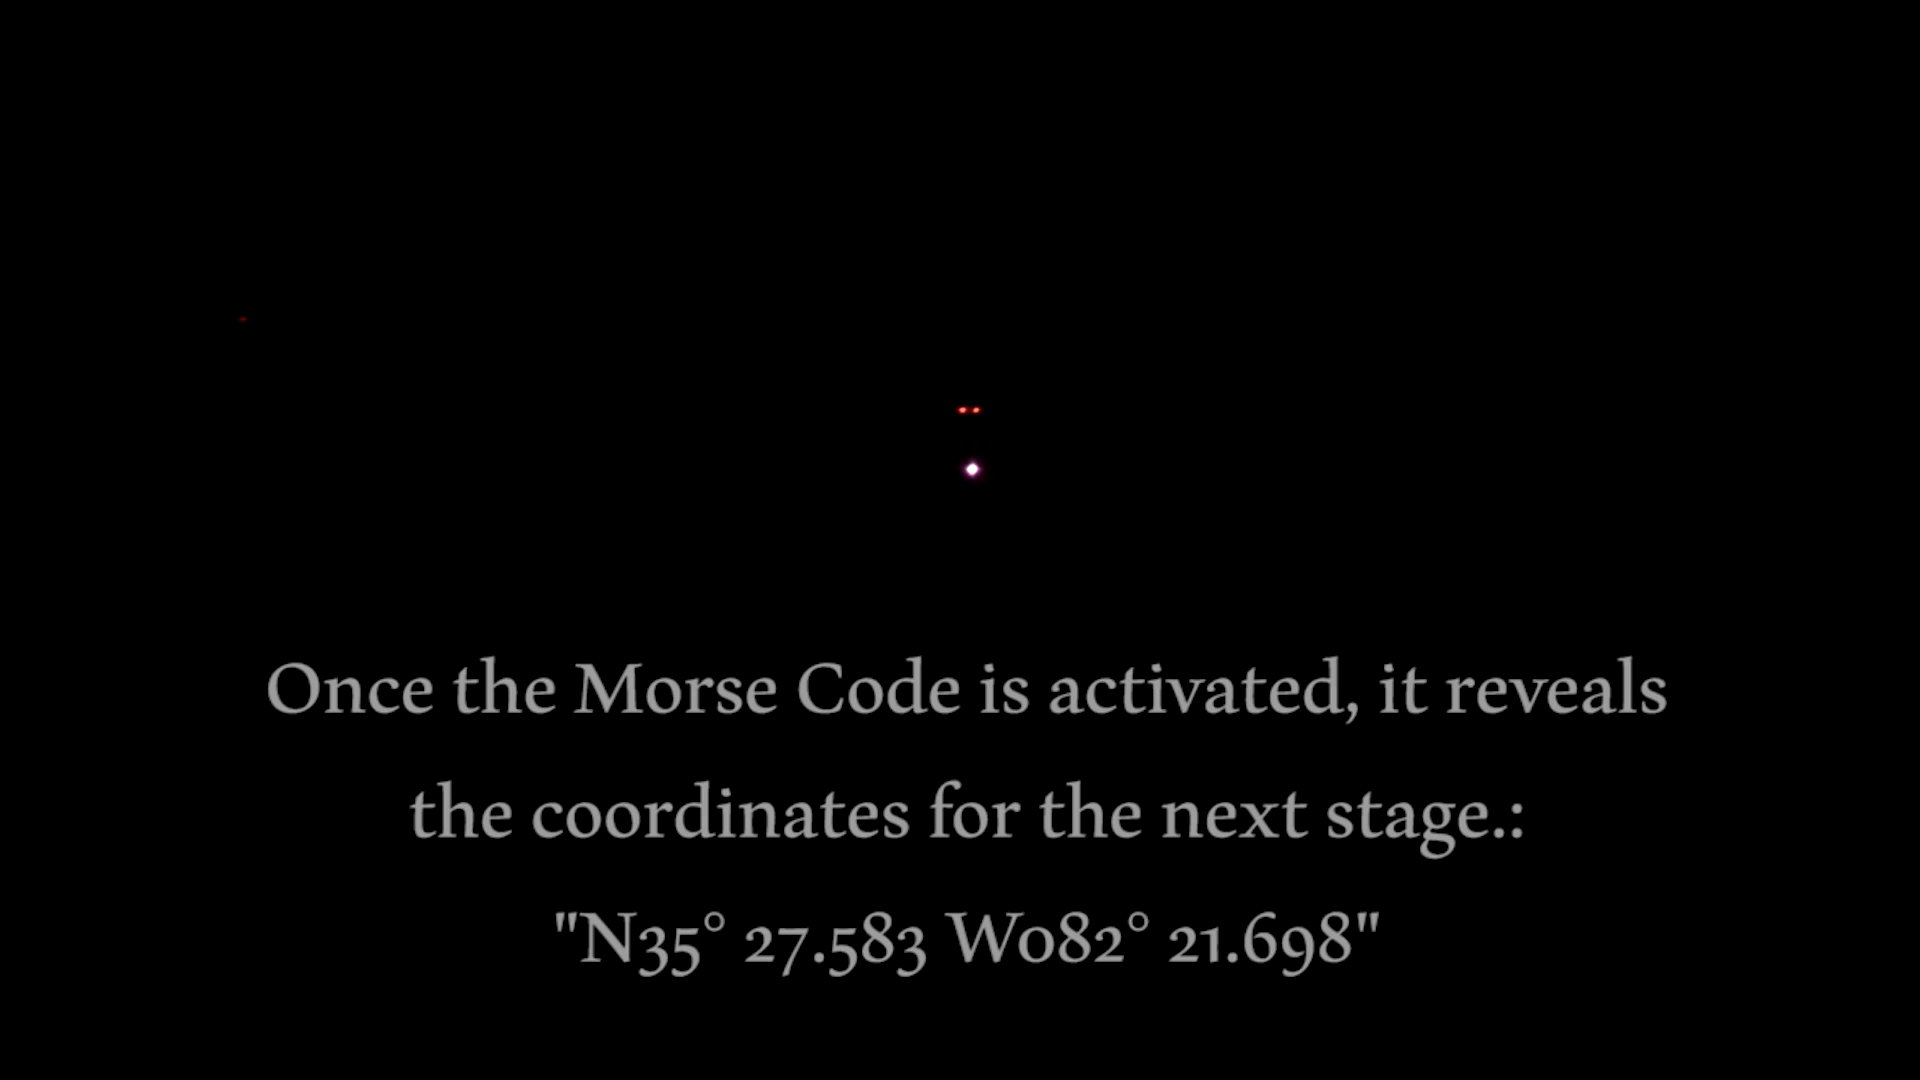 Once the Morse Code is activated, it reveals
the coordinates for the next stage.:
"N35° 27.583 W082° 21.698"